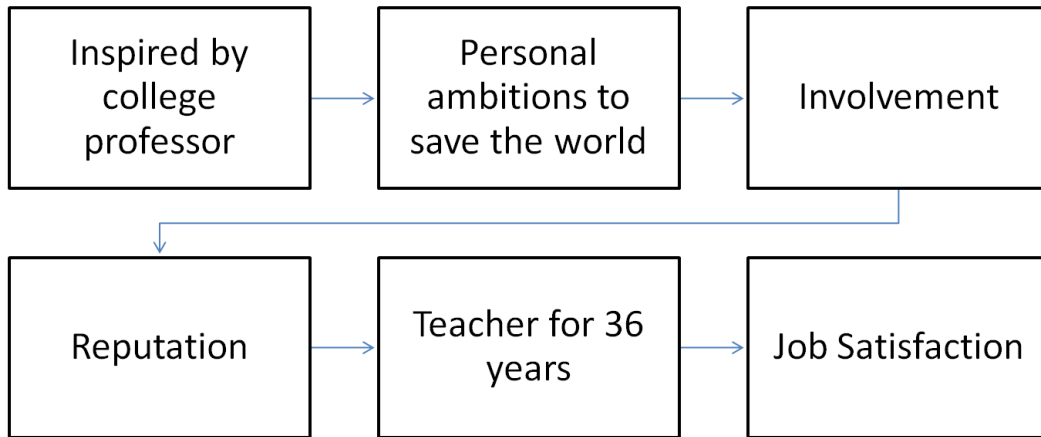 Inspired by
college
professor
Personal
ambitions to
save the world
Involvement
Reputation
Teacher for 36
years
Job Satisfaction